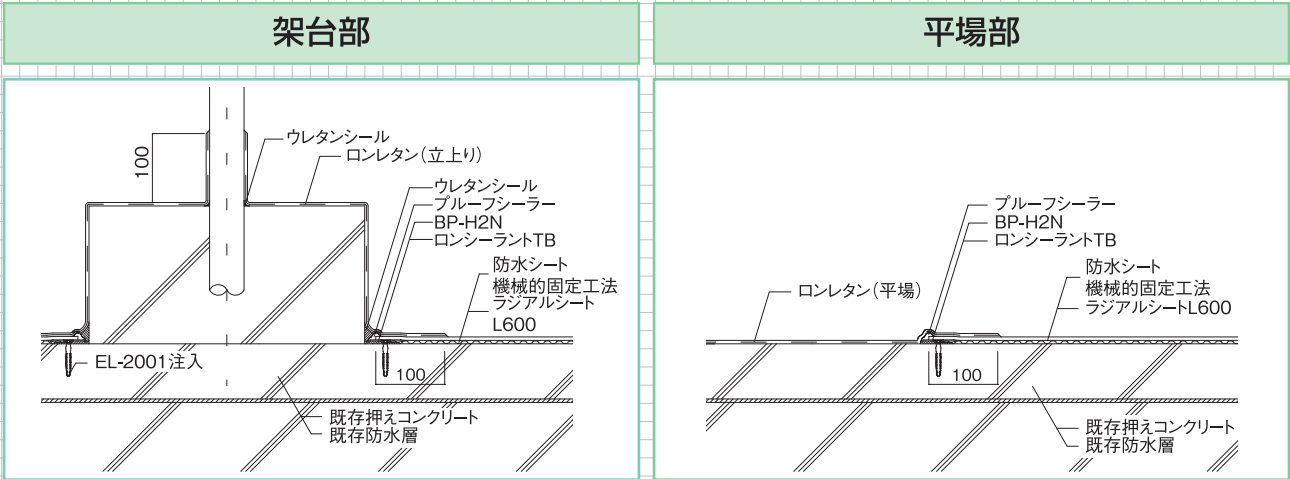 架台部
ウレタンシール
ロンレタン(立上り)
100
ウレタンシール
プルーフシーラー
BP-H2N
ロンシーラントTB
防水シート
機械的固定工法
ラジアルシート
L600
EL-2001注入
100
既存押えコンクリート
既存防水層
平場部
プルーフシーラー
BP-H2N
ロンシーラントTB
防水シート
機械的固定工法
ラジアルシートL600
ロンレタン(平場)
100
既存押えコンクリート
既存防水層